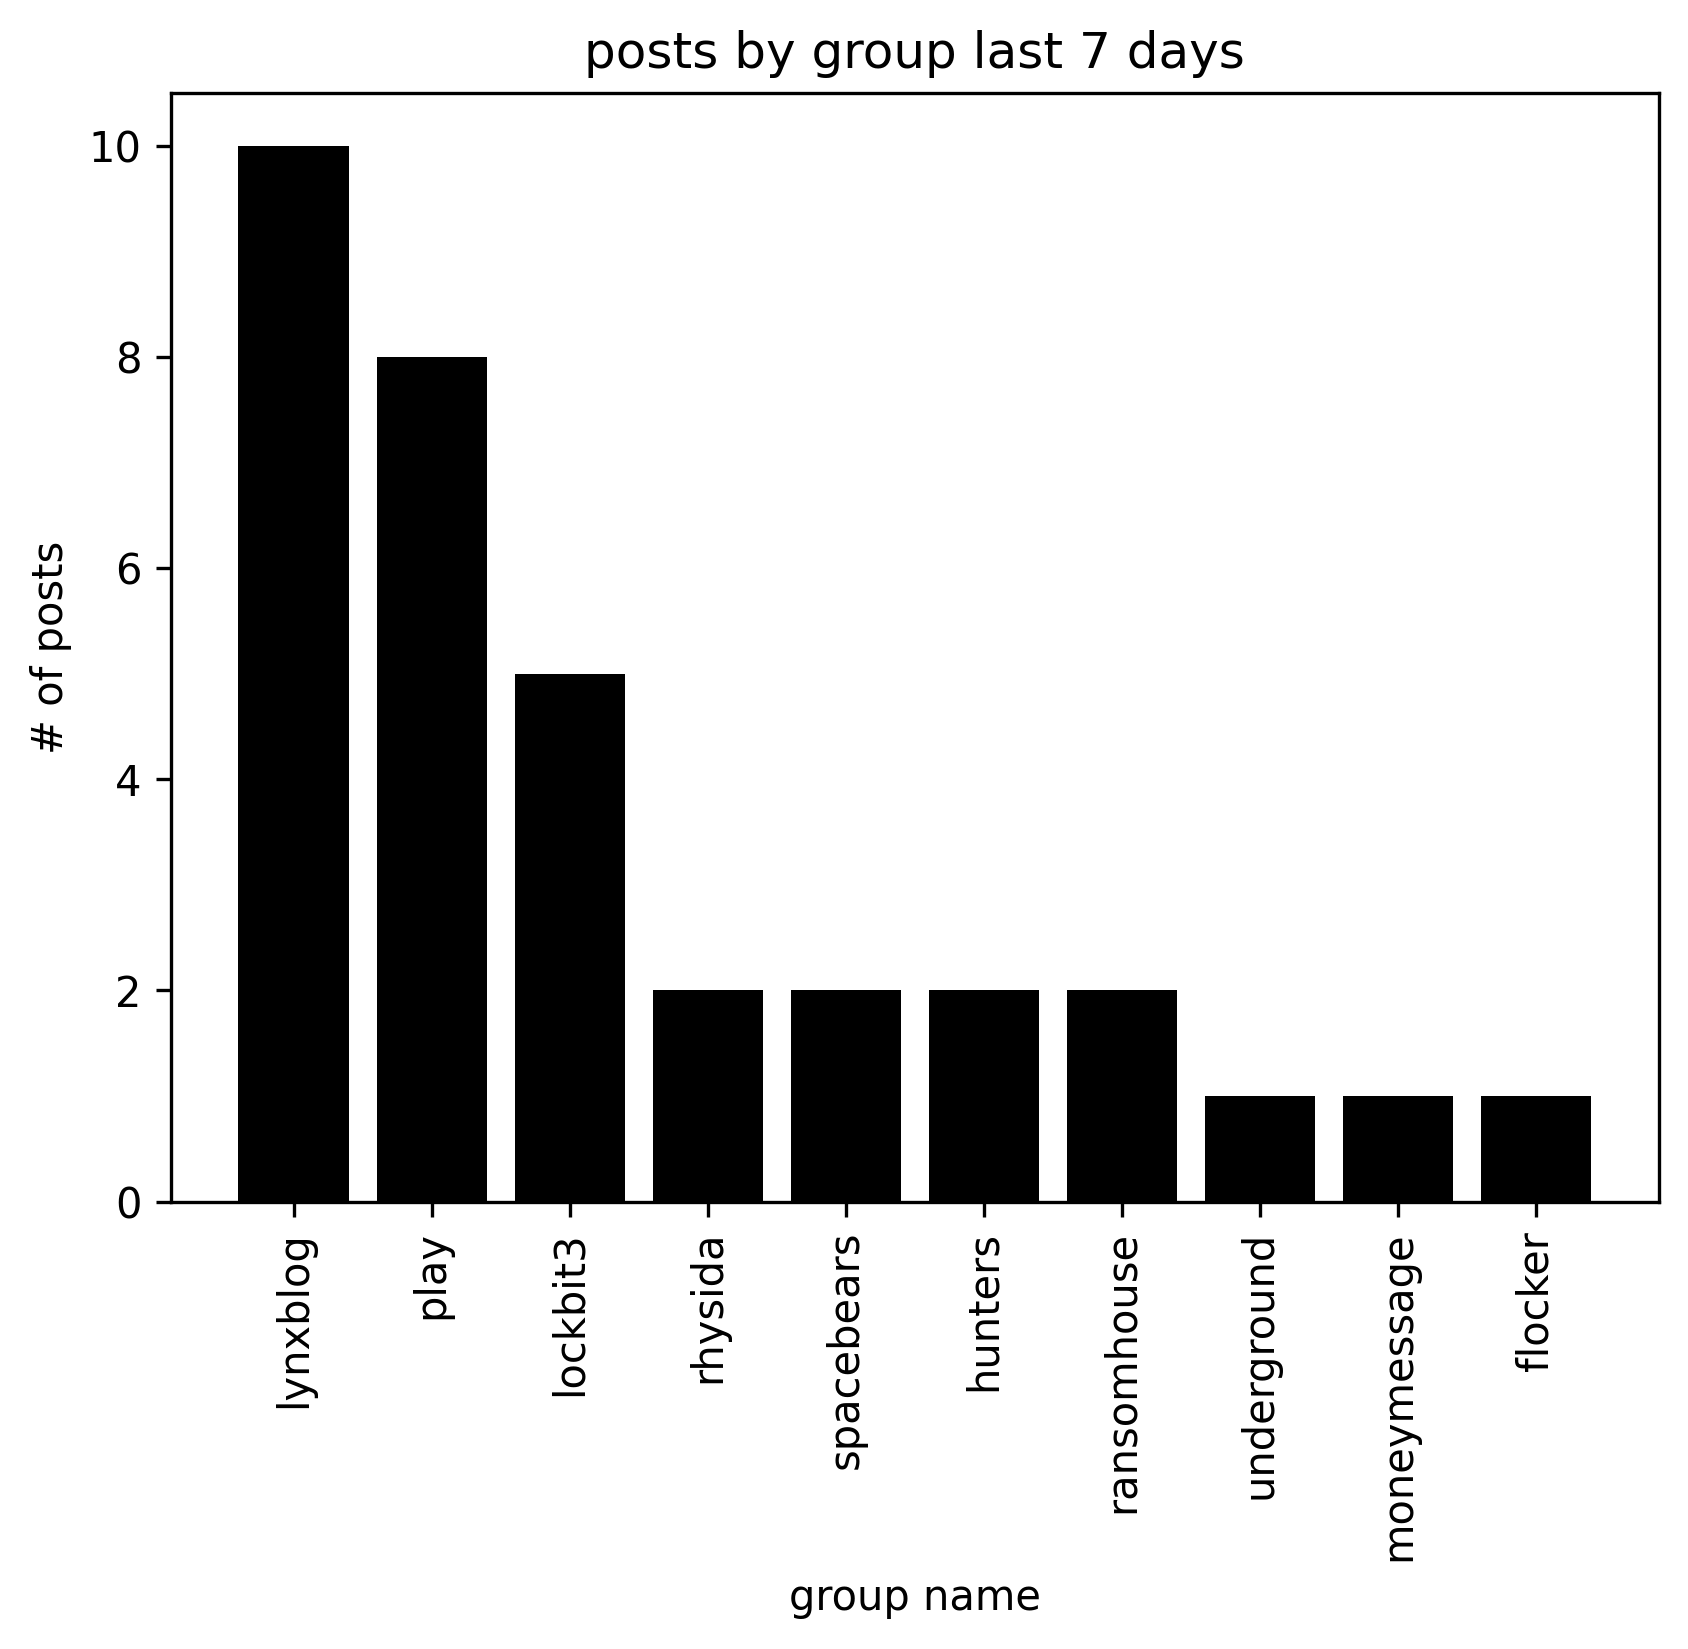 posts by group last 7 days
10
8
6
4
2
0
# of posts
lynxblog
play
lockbit3
rhysida
spacebears
hunters
ransomhouse
underground
moneymessage
flocker
group name